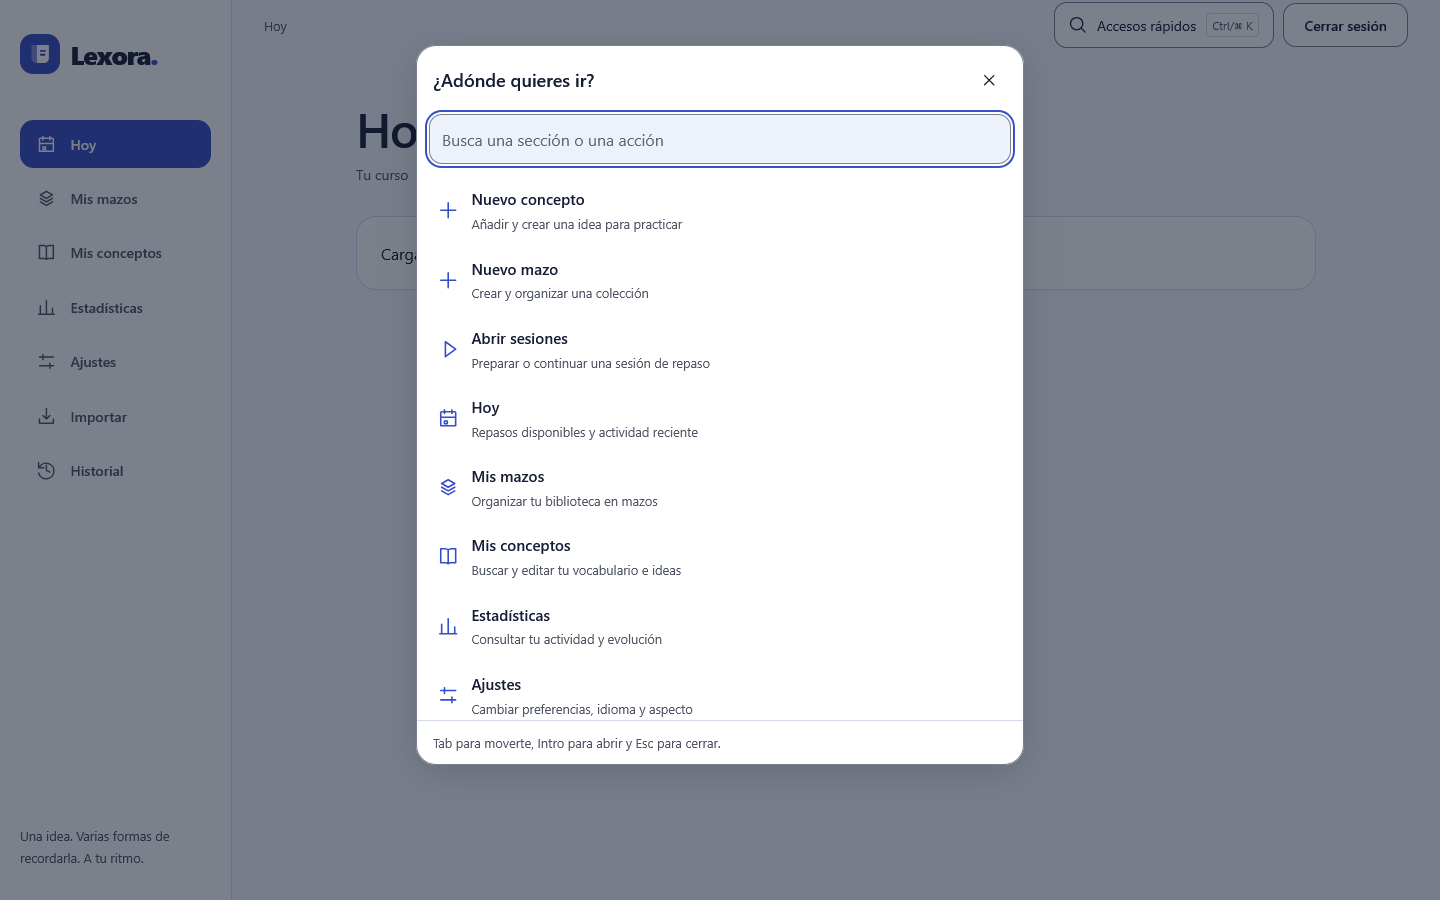 Lexora.
Hoy
Mis mazos
Mis conceptos
Estadísticas
Ajustes
Importar
Historial
Una idea. Varias formas de
recordarla. A tu ritmo.
Hoy
Accesos rápidos Ctrl/⌘ K
Cerrar sesión
Tu curso
¿Adónde quieres ir?
Busca una sección o una acción
Nuevo concepto
Añadir y crear una idea para practicar
Nuevo mazo
Crear y organizar una colección
Abrir sesiones
Preparar o continuar una sesión de repaso
Hoy
Repasos disponibles y actividad reciente
Mis mazos
Organizar tu biblioteca en mazos
Mis conceptos
Buscar y editar tu vocabulario e ideas
Estadísticas
Consultar tu actividad y evolución
Ajustes
Cambiar preferencias, idioma y aspecto
Tab para moverte, Intro para abrir y Esc para cerrar.